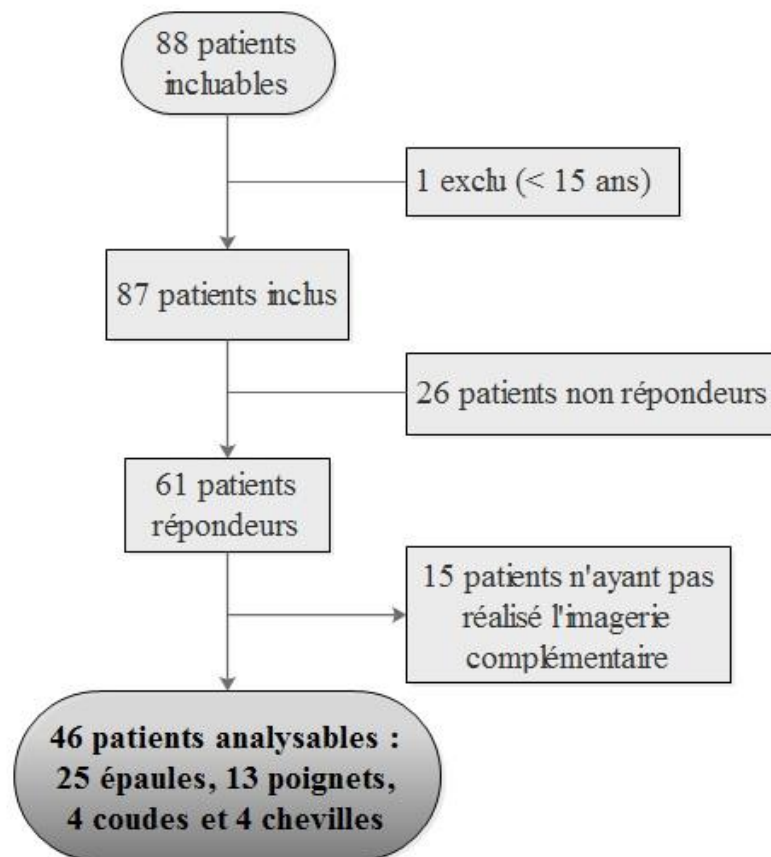 88 patients
incluables
1 exclu (< 15 ans)
87 patients inclus
26 patients non répondeurs
61 patients
répondeurs
15 patients n'ayant pas
réalisé l'imagerie
complémentaire
46 patients analysables :
25 épaules, 13 poignets,
4 coudes et 4 chevilles